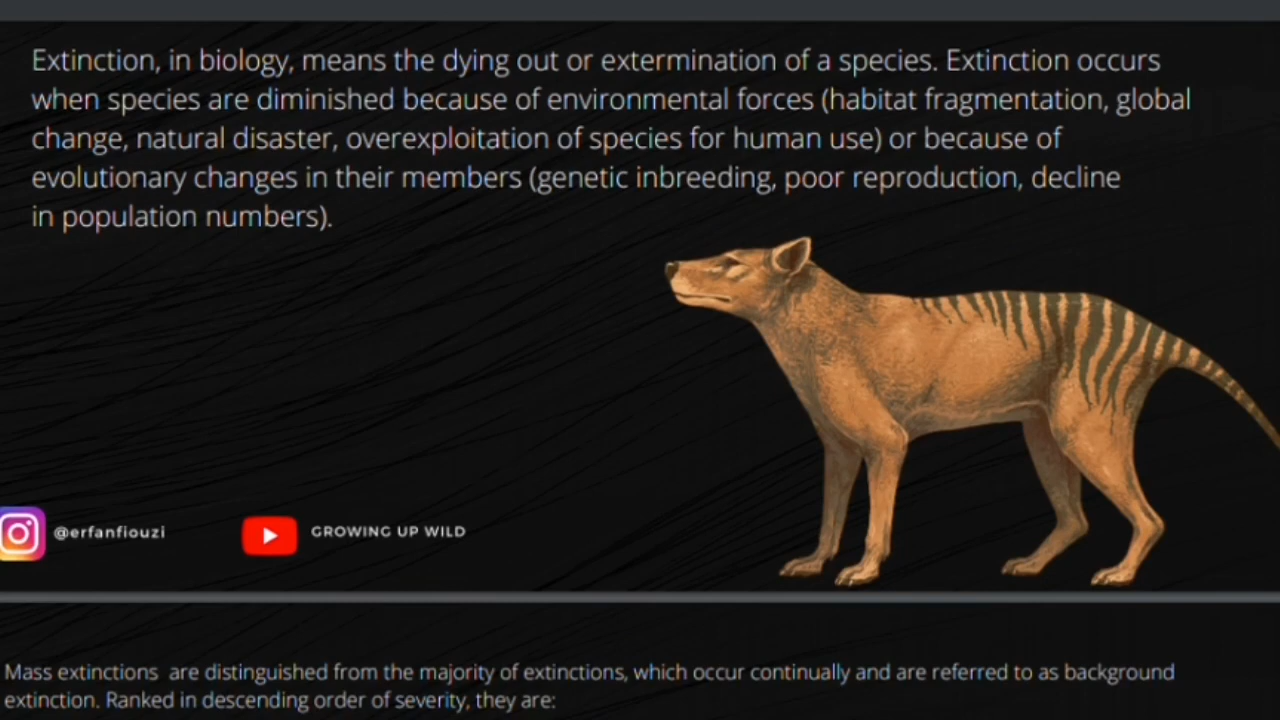 Extinction, in biology, means the dying out or extermination of a species. Extinction occurs
when species are diminished because of environmental forces (habitat fragmentation, global
change, natural disaster, overexploitation of species for human use) or because of
evolutionary changes in their members (genetic inbreeding, poor reproduction, decline
in population numbers).
@erfanfiouzi
GROWING UP WILD
Mass extinctions are distinguished from the majority of extinctions, which occur continually and are referred to as background
extinction. Ranked in descending order of severity, they are: